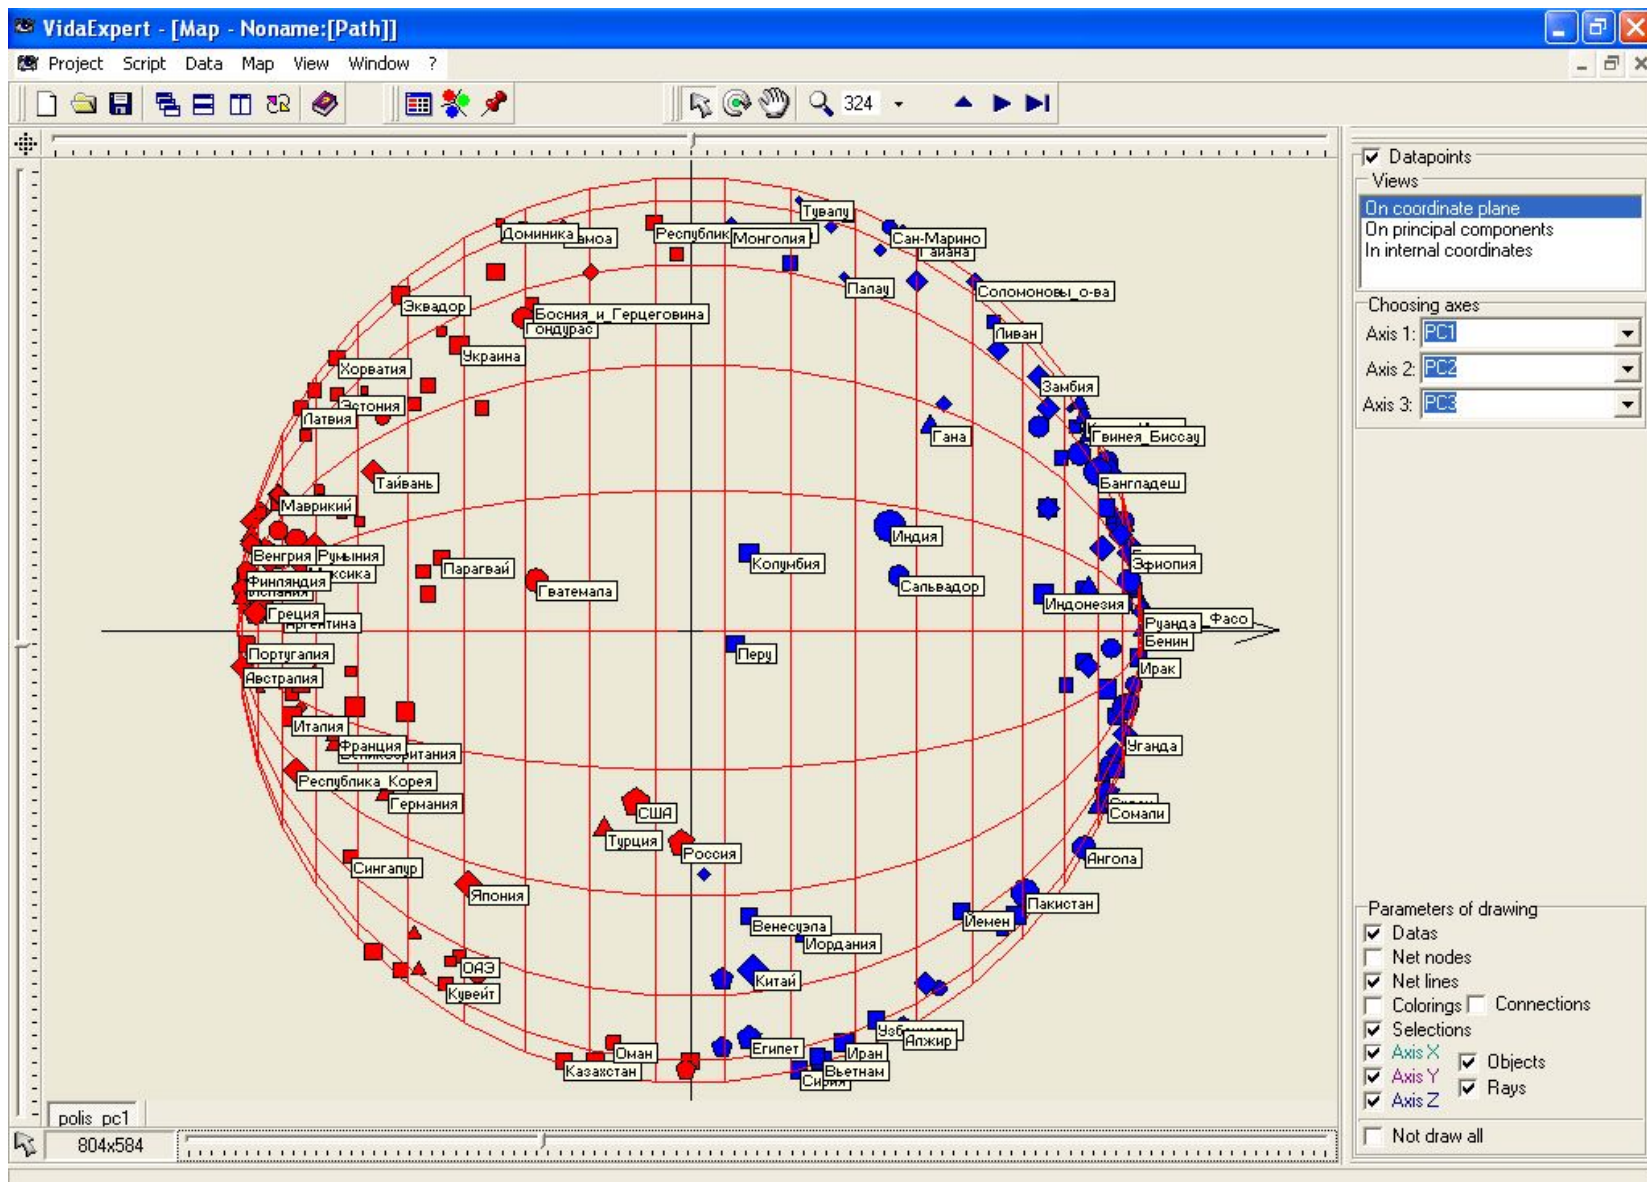 VidaExpert - [Map - Noname:[Path]]
Project Script Data Map View Window ?
324
Datapoints
Views
On coordinate plane
On principal components
In internal coordinates
Choosing axes
Axis 1: PC1
Axis 2: PC2
Axis 3: PC3
Тувалу
Доминика
Республик
Монголия
Сан-Марино
Палау
Соломоновы_о-ва
Эквадор
Босния_и_Герцеговина
Гондурас
Украина
Ливан
Хорватия
Замбия
Эстония
Латвия
Гана
Гвинея_Биссау
Тайвань
Бангладеш
Маврикий
Индия
Венгрия
Румыния
Колумбия
Эфиопия
Парагвай
Финляндия
Гватемала
Сальвадор
Испания
Индонезия
Греция
Аргентина
Руанда
_Фасо
Бенин
Португалия
Перу
Ирак
Австралия
Италия
Франция
Великобритания
Уганда
Республика_Корея
Германия
США
Сомали
Турция
Россия
Ангола
Сингапур
Япония
Пакистан
Венесуэла
Йемен
Иордания
ОАЭ
Китай
Кувейт
Алжир
Оман
Египет
Иран
Казахстан
Вьетнам
Сирия
Parameters of drawing
Datas
Net nodes
Net lines
Colorings Connections
Selections
Axis X
Objects
Axis Y
Rays
Axis Z
Not draw all
polis_pc1
804x584